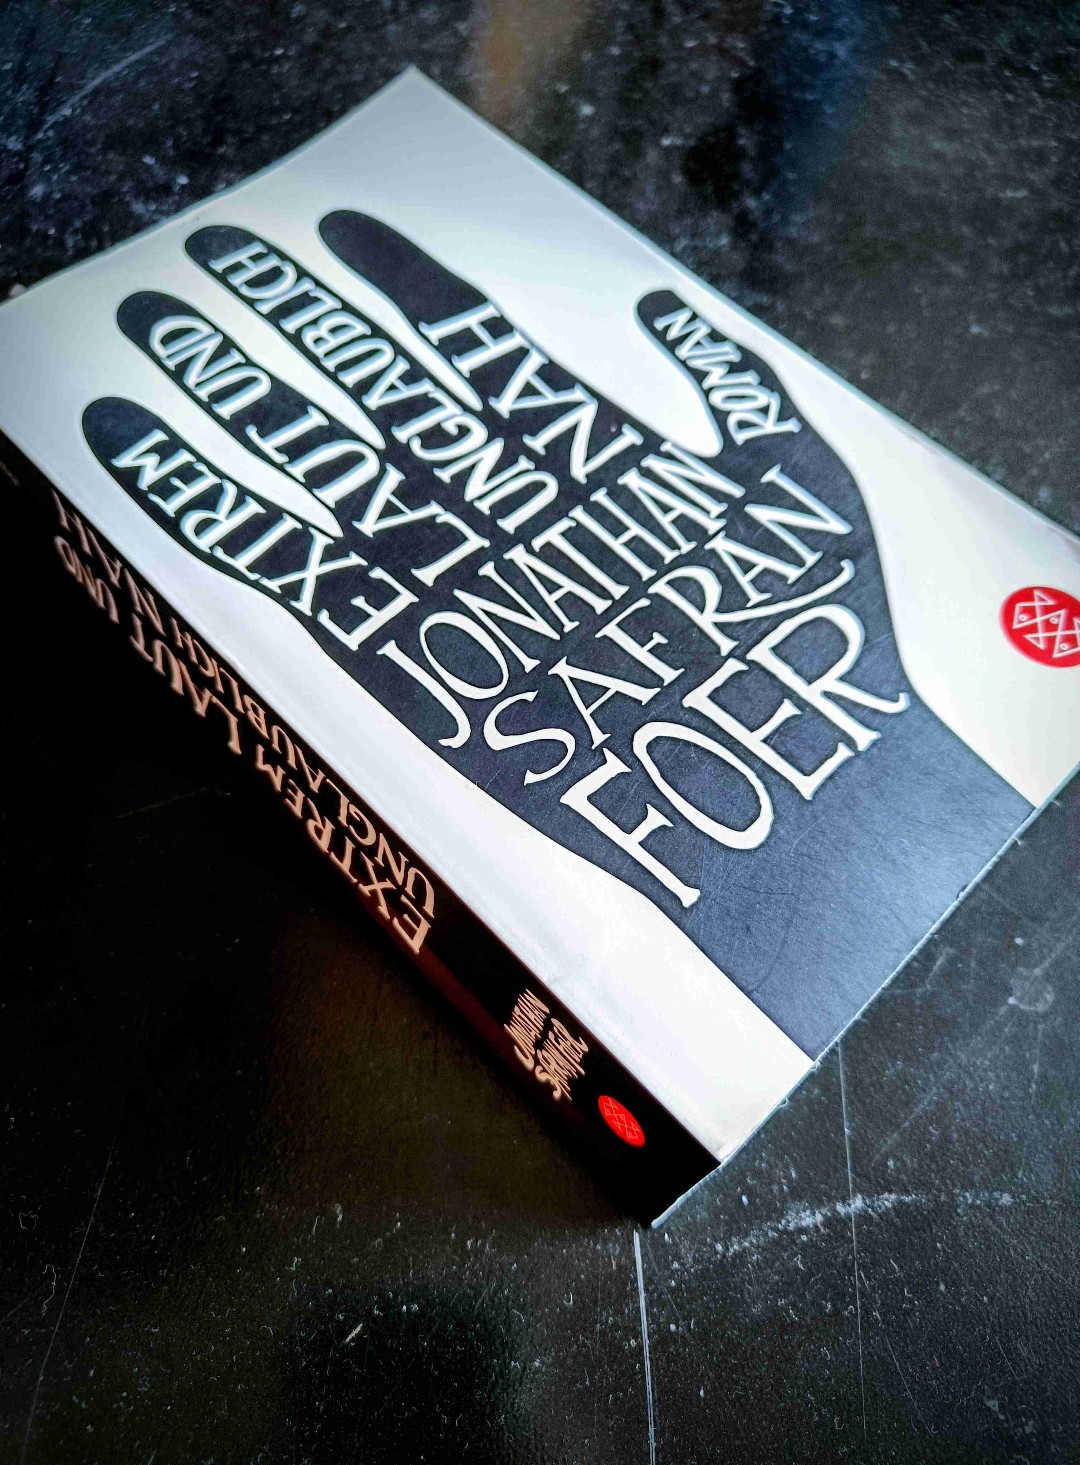 EXTREM
LAUT UND
UNGLAUBLICH
NAH
ROMAN
JONATHAN
SAFRAN
FOER
EXTREM LAUT UND
UNGLAUBLICH NAH